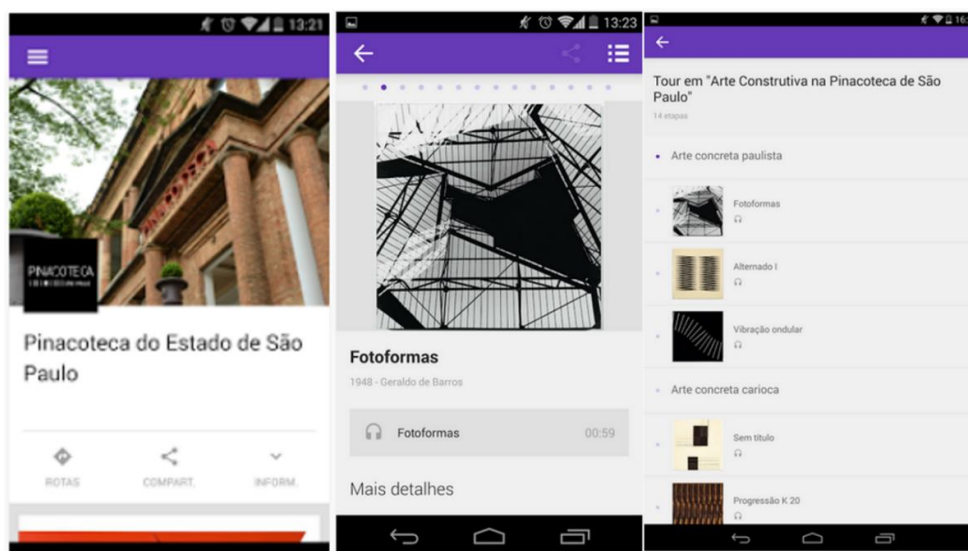 13:21
PINACOTECA
PINACOTECA
Pinacoteca do Estado de São
Paulo
ROTAS
COMPART.
INFORM.
13:23
Fotoformas
1948 - Geraldo de Barros
Fotoformas
00:59
Mais detalhes
Tour em "Arte Construtiva na Pinacoteca de São
Paulo"
14 etapas
Arte concreta paulista
Fotoformas
Alternado I
Vibração ondular
Arte concreta carioca
Sem título
Progressão K 20